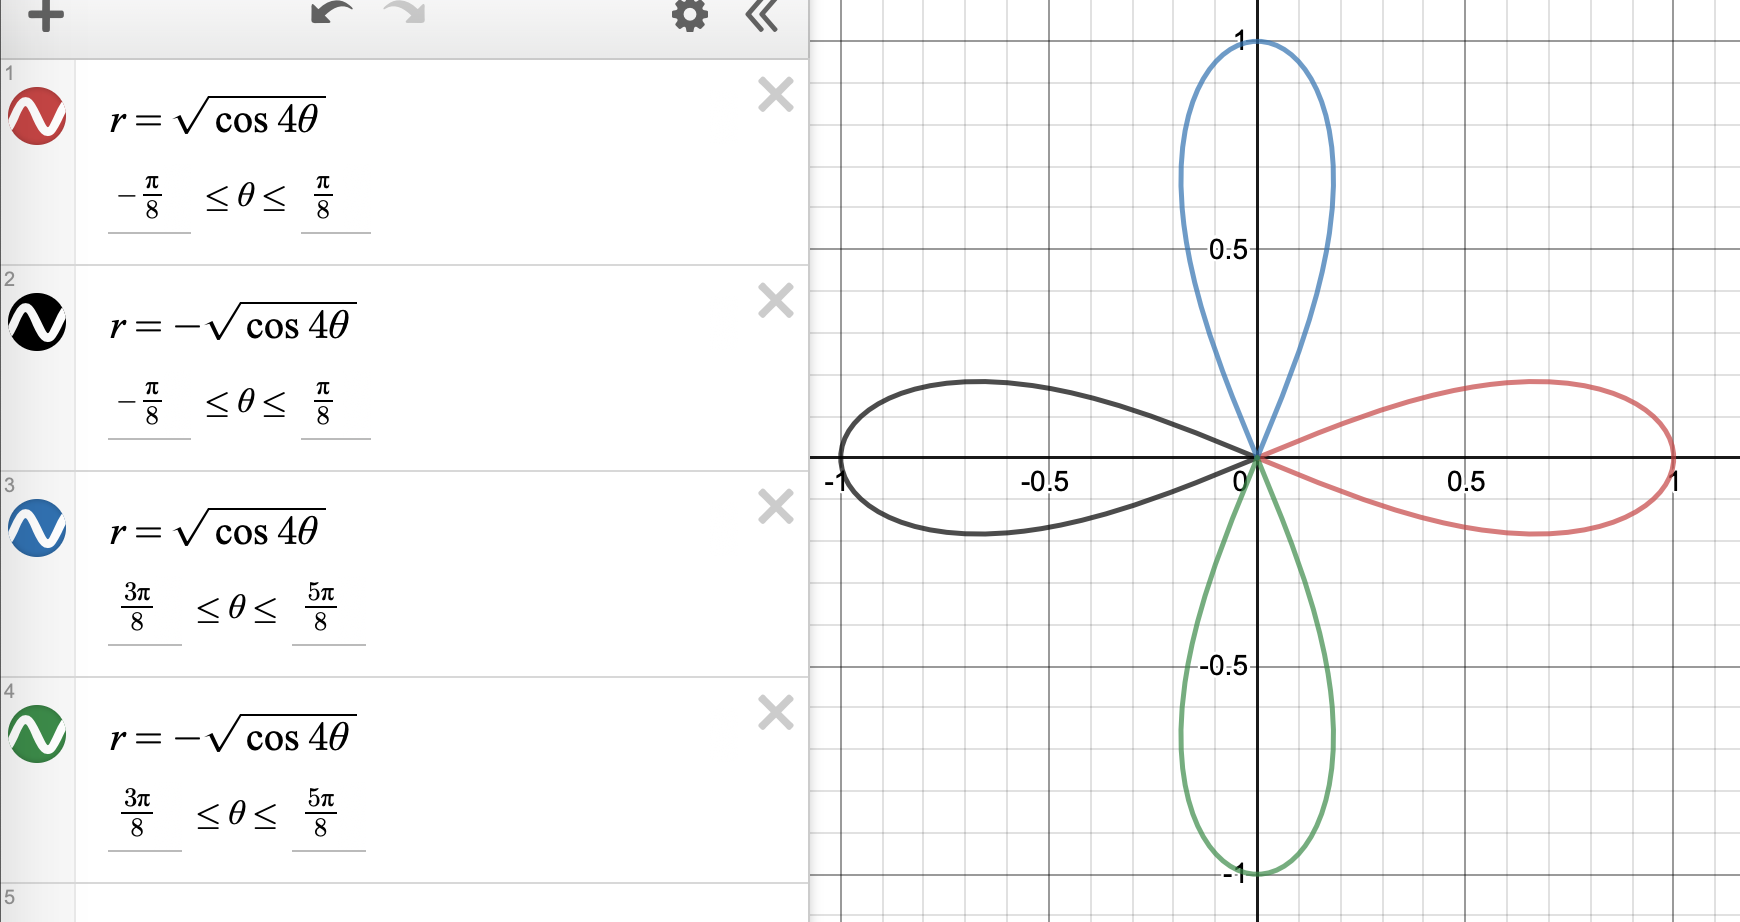 1
r = √cos 4θ
−π/8 ≤ θ ≤ π/8
2
r = −√cos 4θ
−π/8 ≤ θ ≤ π/8
3
r = √cos 4θ
3π/8 ≤ θ ≤ 5π/8
4
r = −√cos 4θ
3π/8 ≤ θ ≤ 5π/8
5
1
0.5
-1 -0.5 0 0.5 1
-0.5
-1